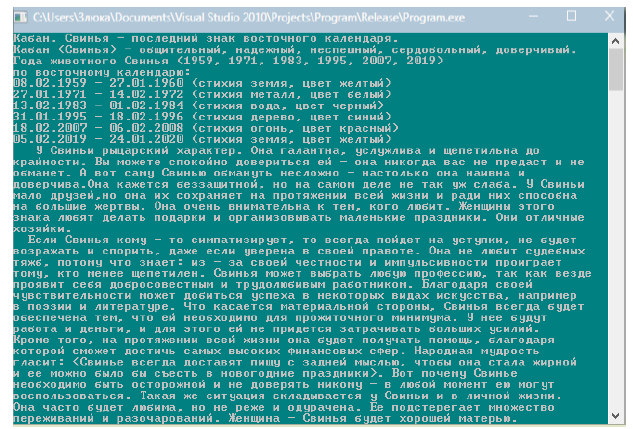 C:\Users\Злюка\Documents\Visual Studio 2010\Projects\Program\Release\Program.exe
Кабан. Свинья – последний знак восточного календаря.
Кабан <Свинья> – общительный, надежный, неспешный, сердобольный, доверчивый.
Года животного Свинья (1959, 1971, 1983, 1995, 2007, 2019)
по восточному календарю:
08.02.1959 – 27.01.1960 (стихия земля, цвет желтый)
27.01.1971 – 14.02.1972 (стихия металл, цвет белый)
13.02.1983 – 01.02.1984 (стихия вода, цвет черный)
31.01.1995 – 18.02.1996 (стихия дерево, цвет синий)
18.02.2007 – 06.02.2008 (стихия огонь, цвет красный)
05.02.2019 – 24.01.2020 (стихия земля, цвет желтый)
У Свиньи рыцарский характер. Она галантна, услужлива и щепетильна до
крайности. Вы можете спокойно довериться ей – она никогда вас не предаст и не
обманет. А вот саму Свинью обмануть несложно – настолько она наивна и
доверчива.Она кажется беззащитной, но на самом деле не так уж слаба. У Свиньи
мало друзей,но она их сохраняет на протяжении всей жизни и ради них способна
на большие жертвы. Она очень внимательна к тем, кого любит. Женщины этого
знака любят делать подарки и организовывать маленькие праздники. Они отличные
хозяйки.
Если Свинья кому – то симпатизирует, то всегда пойдет на уступки, не будет
возражать и спорить, даже если уверена в своей правоте. Она не любит судебных
тяжб, потому что знает: из – за своей честности и импульсивности проиграет
тому, кто менее щепетилен. Свинья может выбрать любую профессию, так как везде
проявит себя добросовестным и трудолюбивым работником. Благодаря своей
чувствительности может добиться успеха в некоторых видах искусства, например
в поэзии и литературе. Что касается материальной стороны, Свинья всегда будет
обеспечена тем, что ей необходимо для прожиточного минимума. У нее будут
работа и деньги, и для этого ей не придется затрачивать больших усилий.
Кроме того, на протяжении всей жизни она будет получать помощь, благодаря
которой сможет достичь самых высоких финансовых сфер. Народная мудрость
гласит: <Свинье всегда доставят пищу с задней мыслью, чтобы она стала жирной
и ее можно было бы съесть в новогодние праздники>. Вот почему Свинье
необходимо быть осторожной и не доверять никому – в любой момент ею могут
воспользоваться. Такая же ситуация складывается у Свиньи и в личной жизни.
Она часто будет любима, но не реже и одурачена. Ее подстерегает множество
переживаний и разочарований. Женщина – Свинья будет хорошей матерью.